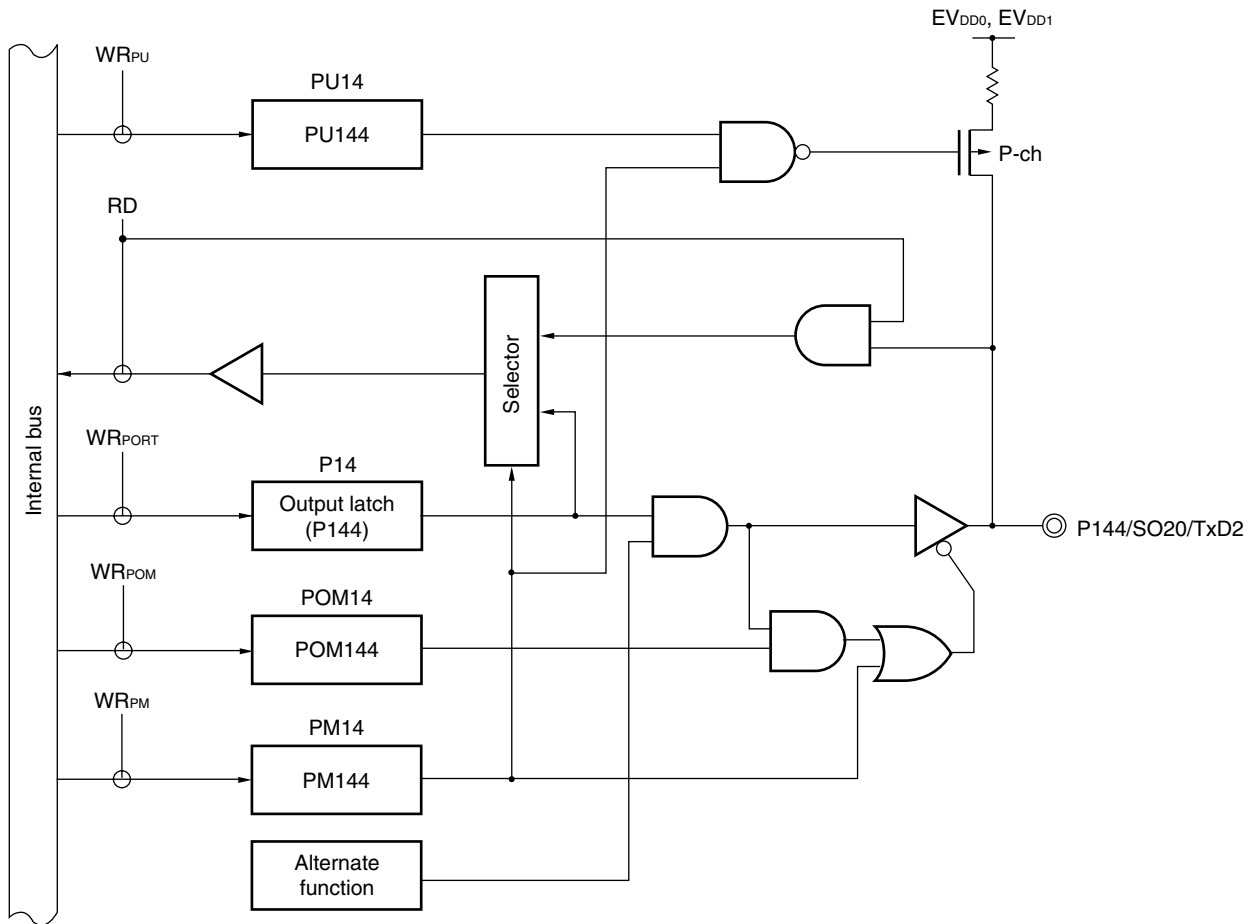 EVDD0, EVDD1
WRPU
PU14
PU144
P-ch
RD
Selector
Internal bus
WRPORT
P14
Output latch
(P144)
P144/SO20/TxD2
WRPOM
POM14
POM144
WRPM
PM14
PM144
Alternate
function